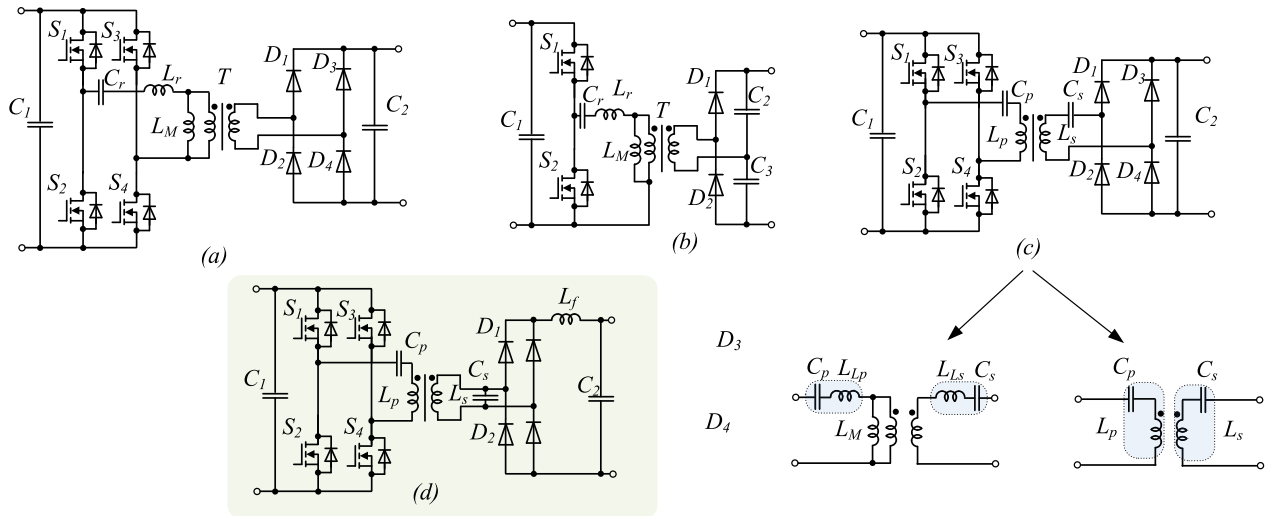 S1 S3
C1
Cr Lr T
LM
D1 D3
C2
D2 D4
S2 S4
(a)
S1
C1
Cr Lr T
LM
D1
C2
C3
S2
D2
(b)
S1 S3
C1
Cp Cs
Lp Ls
D1 D3
C2
D2 D4
S2 S4
(c)
S1 S3
C1
Cp
Lp Ls
Cs
D1
Lf
C2
D2
S2 S4
(d)
D3
D4
Cp LLp
LM
LLs Cs
Cp
Lp
Cs
Ls